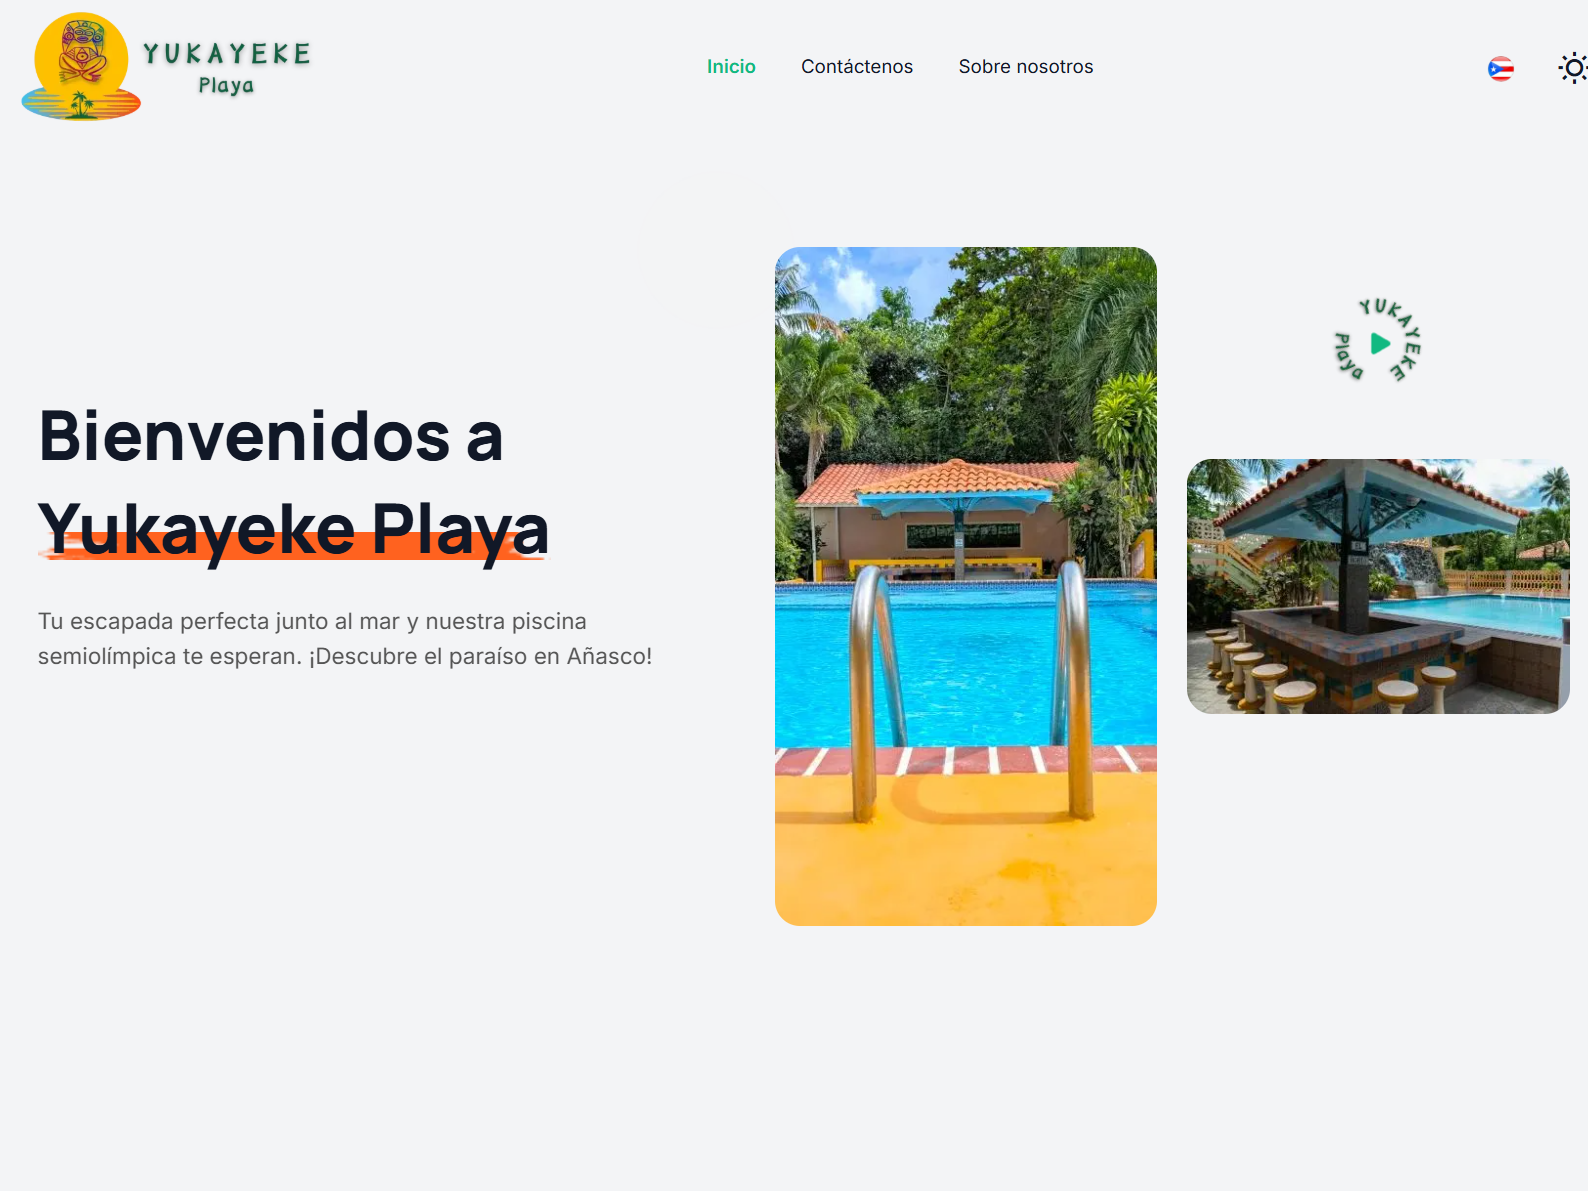 YUKAYEKE
Playa
Inicio
Contáctenos
Sobre nosotros
YUKAYEKE
Playa
Bienvenidos a
Yukayeke Playa
Tu escapada perfecta junto al mar y nuestra piscina
semiolímpica te esperan. ¡Descubre el paraíso en Añasco!